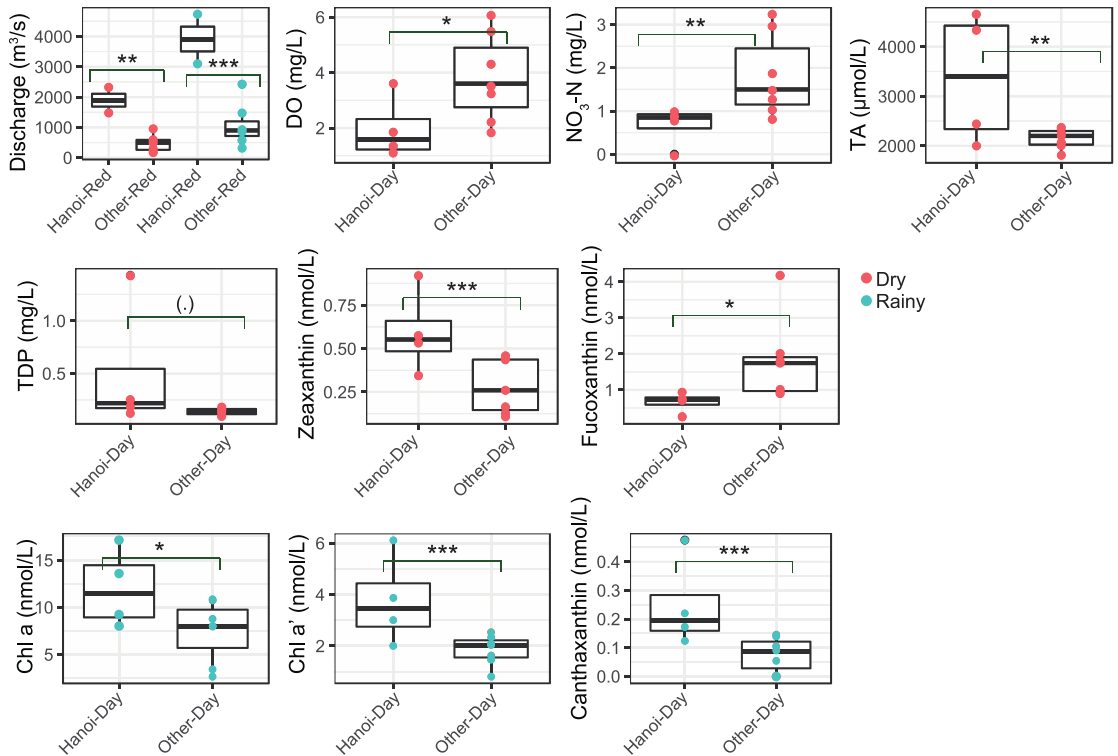 Discharge (m³/s)
4000
3000
2000
1000
0
**
***
Hanoi-Red
Other-Red
Hanoi-Red
Other-Red
DO (mg/L)
6
4
2
*
Hanoi-Day
Other-Day
NO₃-N (mg/L)
3
2
1
0
**
Hanoi-Day
Other-Day
TA (µmol/L)
4000
3000
2000
**
Hanoi-Day
Other-Day
TDP (mg/L)
1.0
0.5
(.)
Hanoi-Day
Other-Day
Zeaxanthin (nmol/L)
0.75
0.50
0.25
***
Hanoi-Day
Other-Day
Fucoxanthin (nmol/L)
4
3
2
1
*
Hanoi-Day
Other-Day
Dry
Rainy
Chl a (nmol/L)
15
10
5
*
Hanoi-Day
Other-Day
Chl a' (nmol/L)
6
4
2
***
Hanoi-Day
Other-Day
Canthaxanthin (nmol/L)
0.4
0.3
0.2
0.1
0.0
***
Hanoi-Day
Other-Day